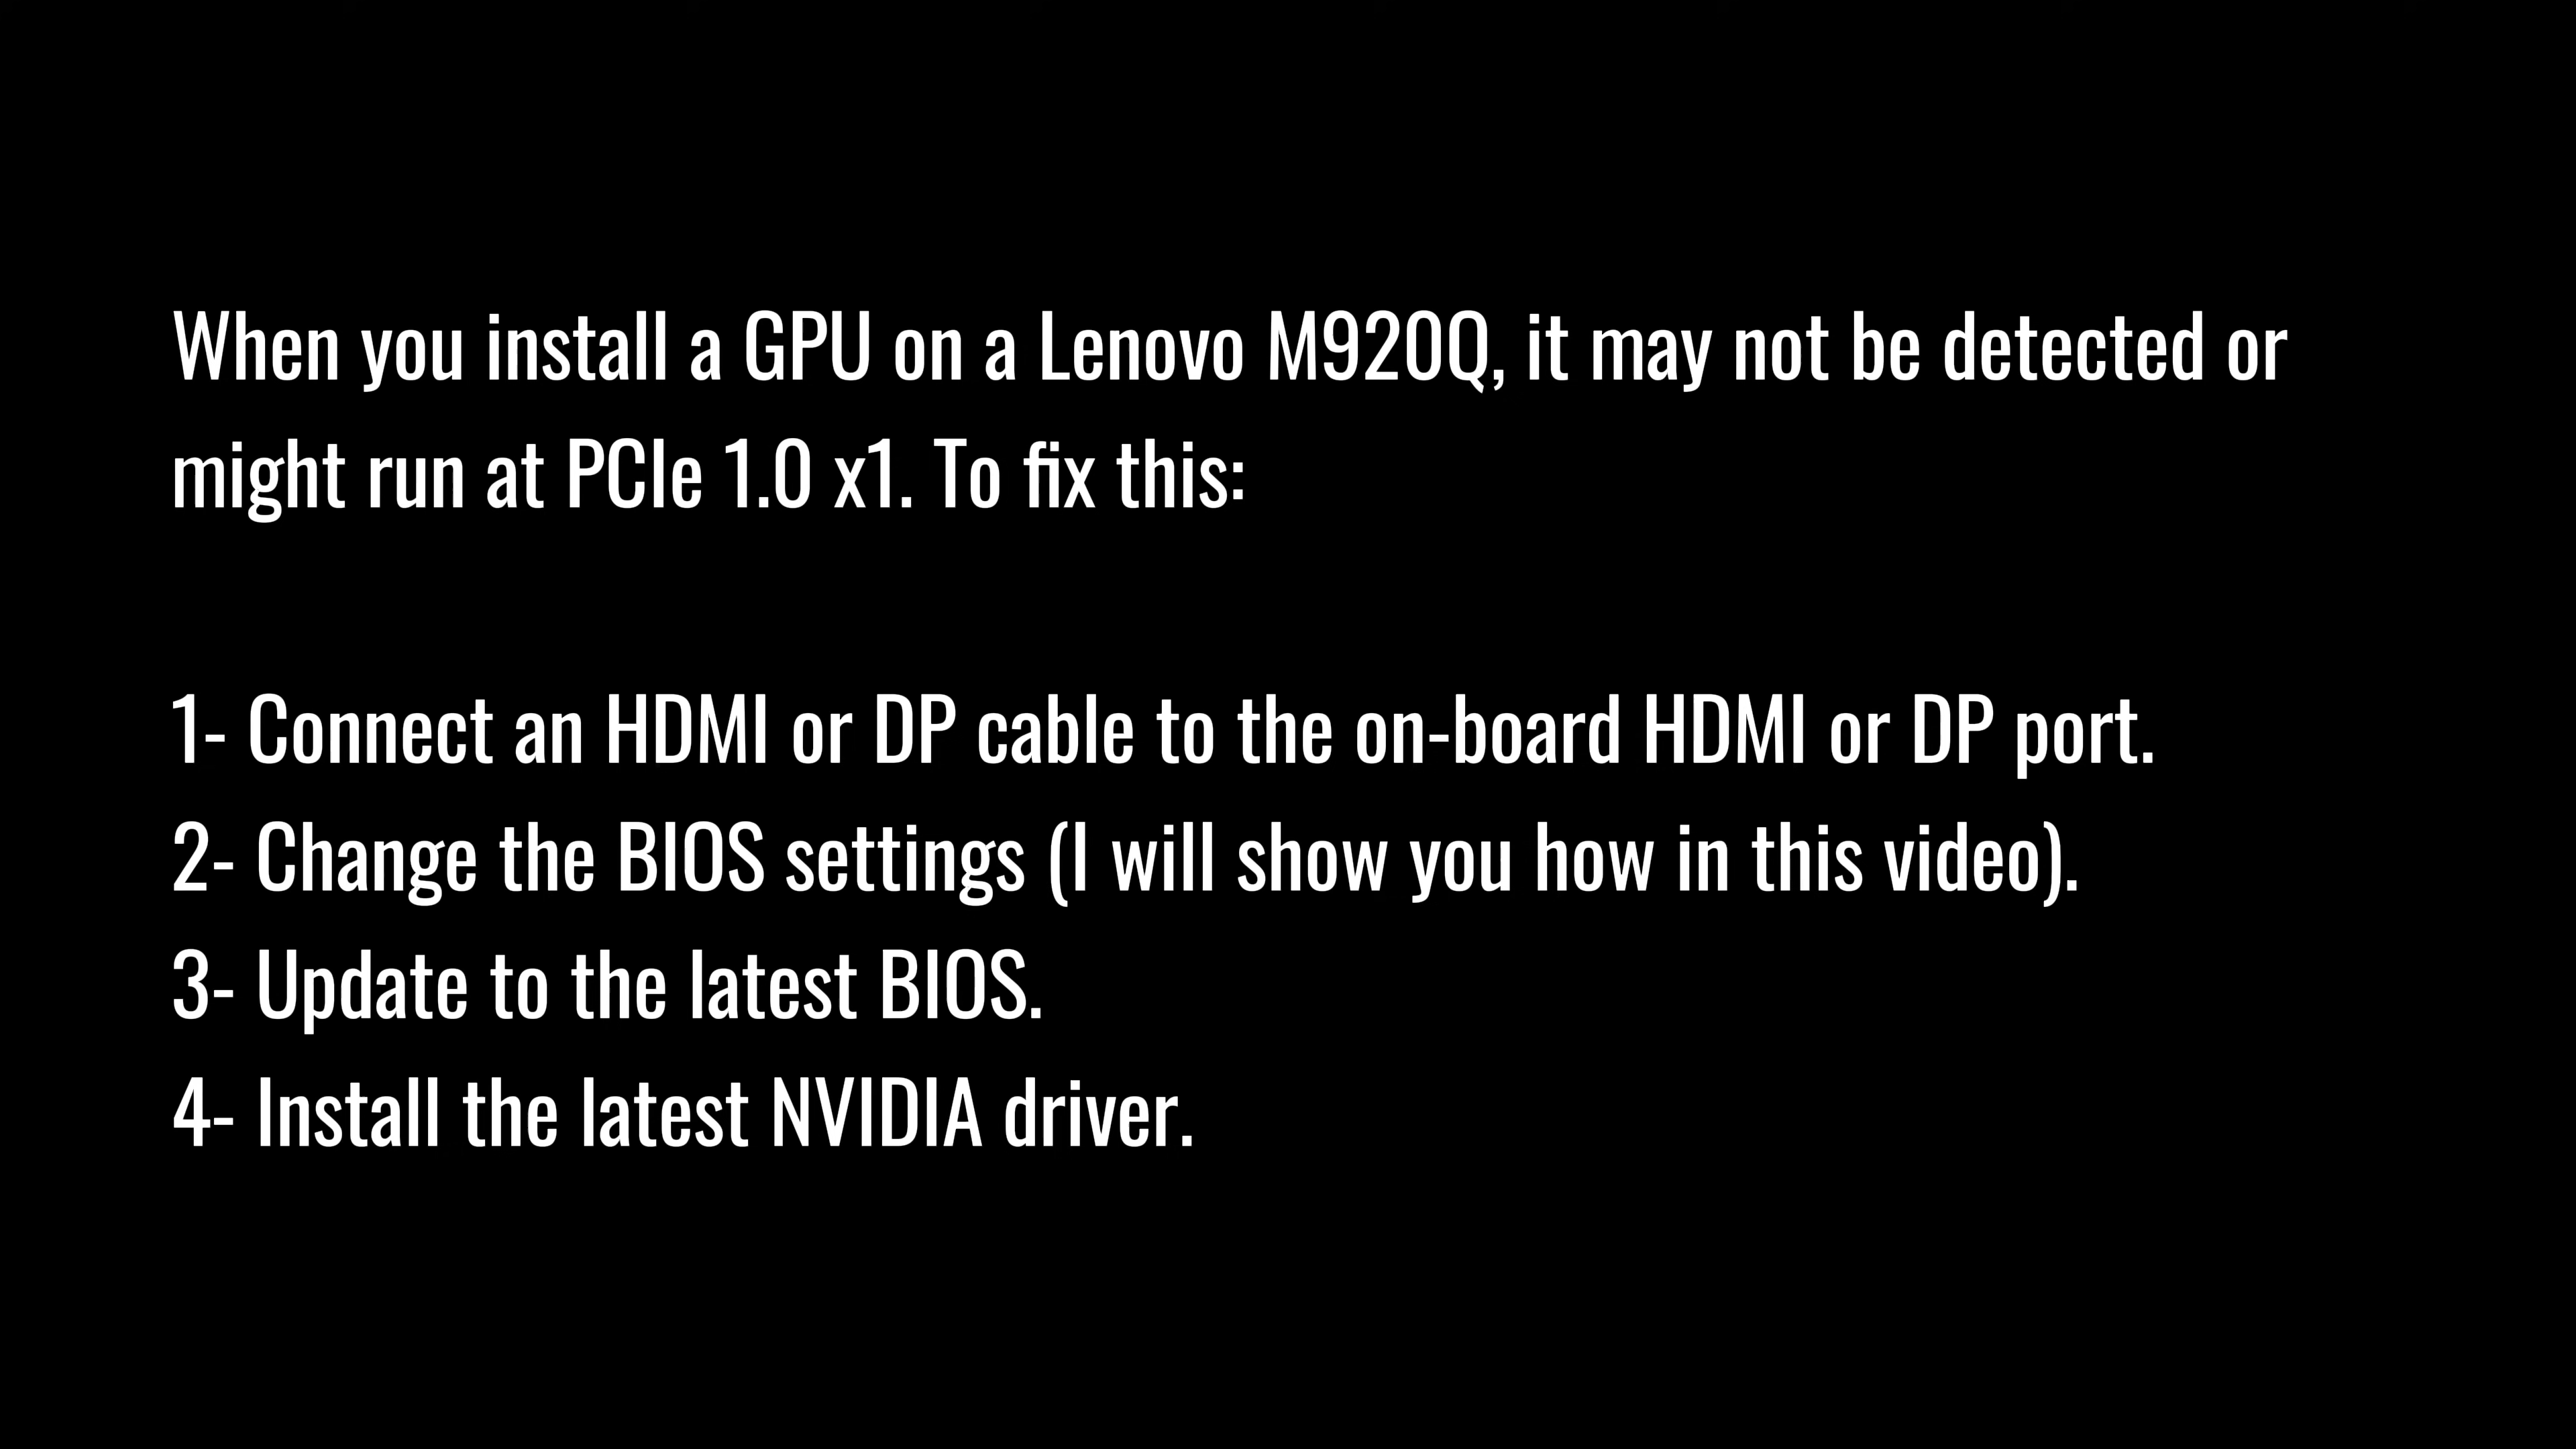 When you install a GPU on a Lenovo M920Q, it may not be detected or
might run at PCIe 1.0 x1. To fix this:
1- Connect an HDMI or DP cable to the on-board HDMI or DP port.
2- Change the BIOS settings (I will show you how in this video).
3- Update to the latest BIOS.
4- Install the latest NVIDIA driver.